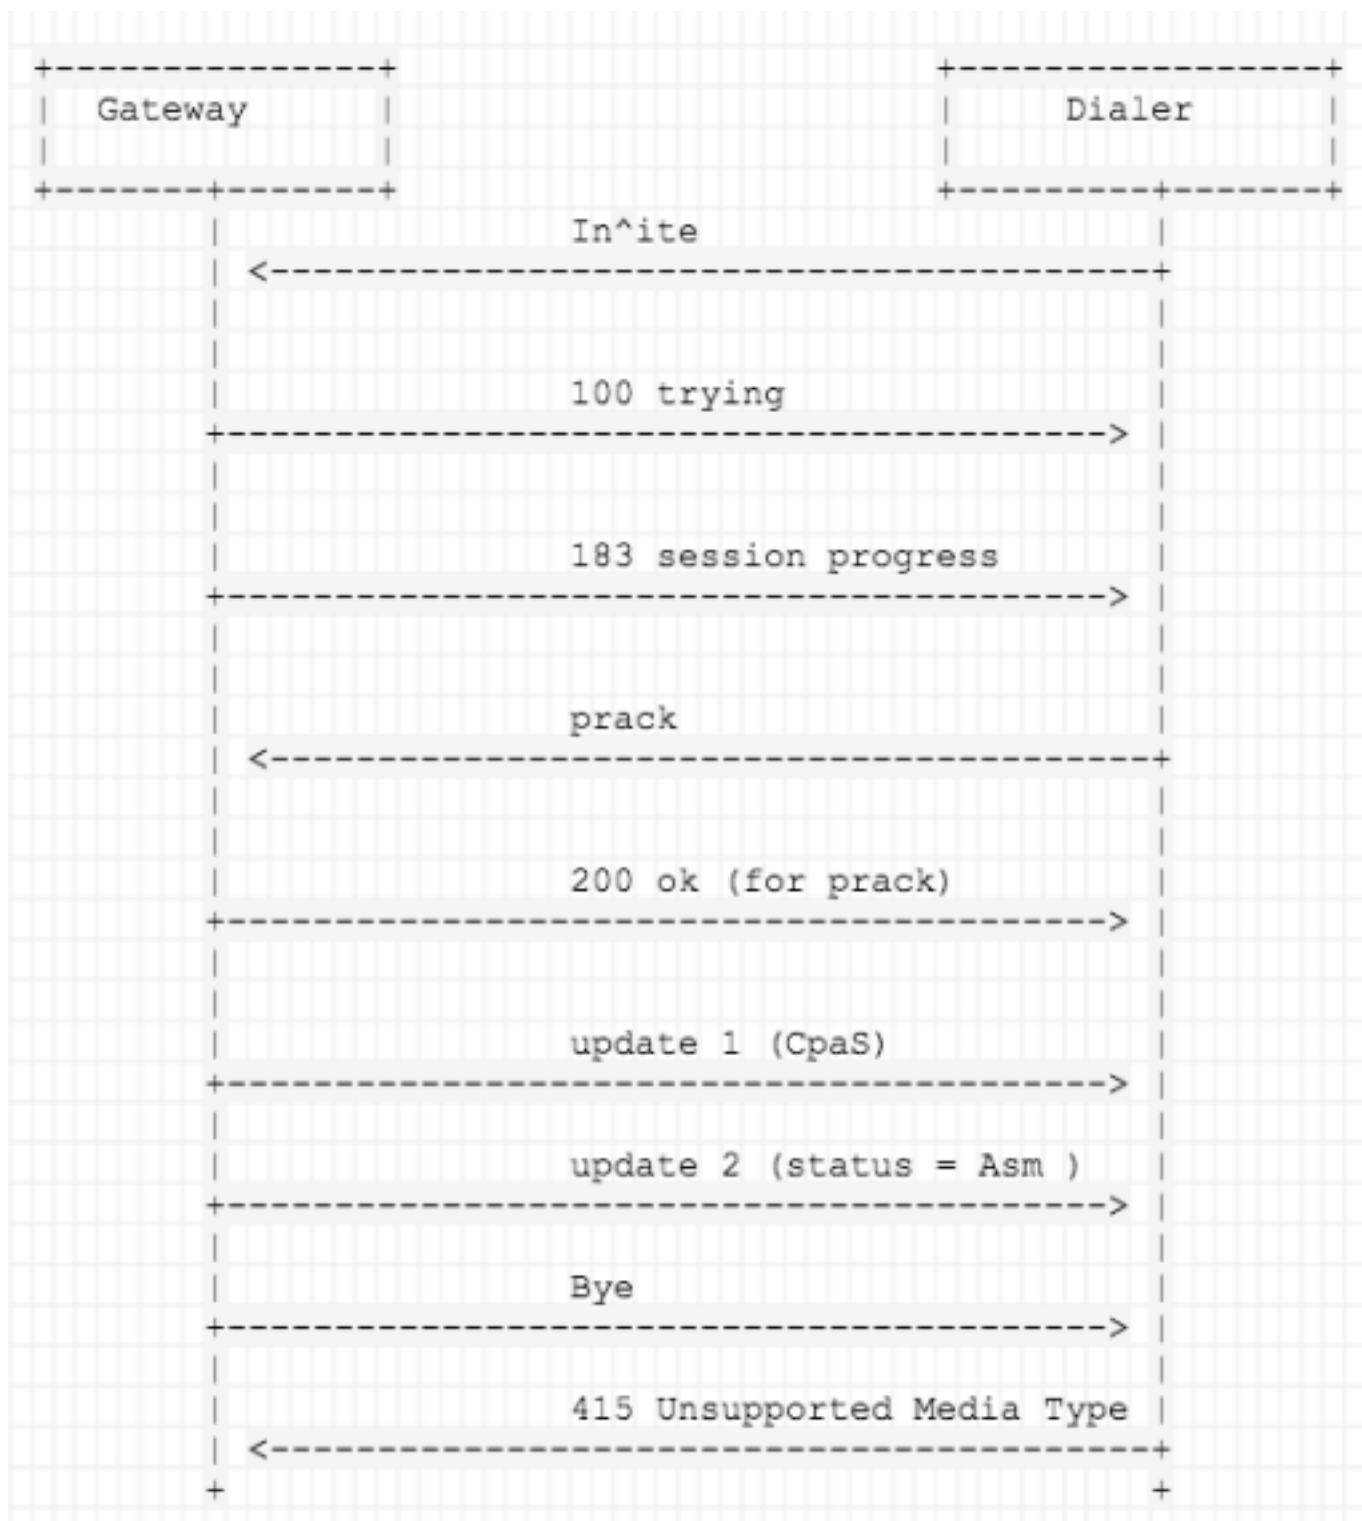 Gateway Dialer
In^ite
100 trying
183 session progress
prack
200 ok (for prack)
update 1 (CpaS)
update 2 (status = Asm )
Bye
415 Unsupported Media Type